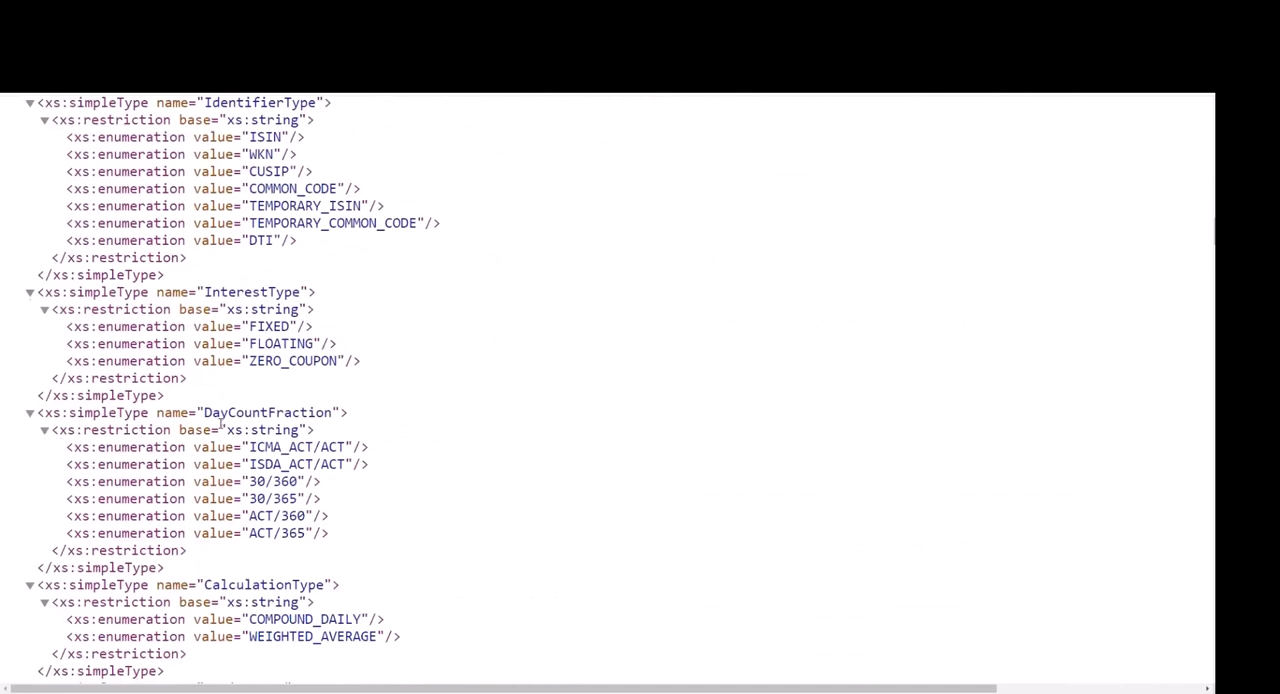 ▼<xs:simpleType name="IdentifierType">
▼<xs:restriction base="xs:string">
<xs:enumeration value="ISIN"/>
<xs:enumeration value="WKN"/>
<xs:enumeration value="CUSIP"/>
<xs:enumeration value="COMMON_CODE"/>
<xs:enumeration value="TEMPORARY_ISIN"/>
<xs:enumeration value="TEMPORARY_COMMON_CODE"/>
<xs:enumeration value="DTI"/>
</xs:restriction>
</xs:simpleType>
▼<xs:simpleType name="InterestType">
▼<xs:restriction base="xs:string">
<xs:enumeration value="FIXED"/>
<xs:enumeration value="FLOATING"/>
<xs:enumeration value="ZERO_COUPON"/>
</xs:restriction>
</xs:simpleType>
▼<xs:simpleType name="DayCountFraction">
▼<xs:restriction base="xs:string">
<xs:enumeration value="ICMA_ACT/ACT"/>
<xs:enumeration value="ISDA_ACT/ACT"/>
<xs:enumeration value="30/360"/>
<xs:enumeration value="30/365"/>
<xs:enumeration value="ACT/360"/>
<xs:enumeration value="ACT/365"/>
</xs:restriction>
</xs:simpleType>
▼<xs:simpleType name="CalculationType">
▼<xs:restriction base="xs:string">
<xs:enumeration value="COMPOUND_DAILY"/>
<xs:enumeration value="WEIGHTED_AVERAGE"/>
</xs:restriction>
</xs:simpleType>